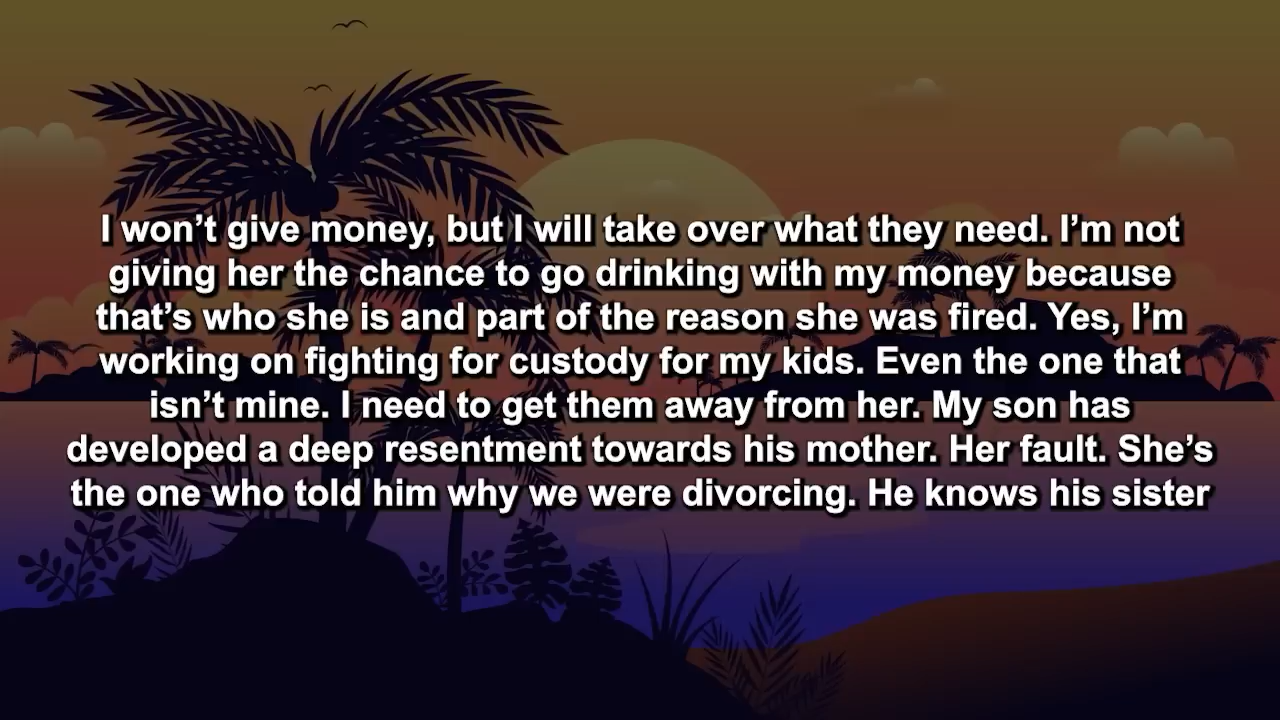 I won’t give money, but I will take over what they need. I’m not
giving her the chance to go drinking with my money because
that’s who she is and part of the reason she was fired. Yes, I’m
working on fighting for custody for my kids. Even the one that
isn’t mine. I need to get them away from her. My son has
developed a deep resentment towards his mother. Her fault. She’s
the one who told him why we were divorcing. He knows his sister